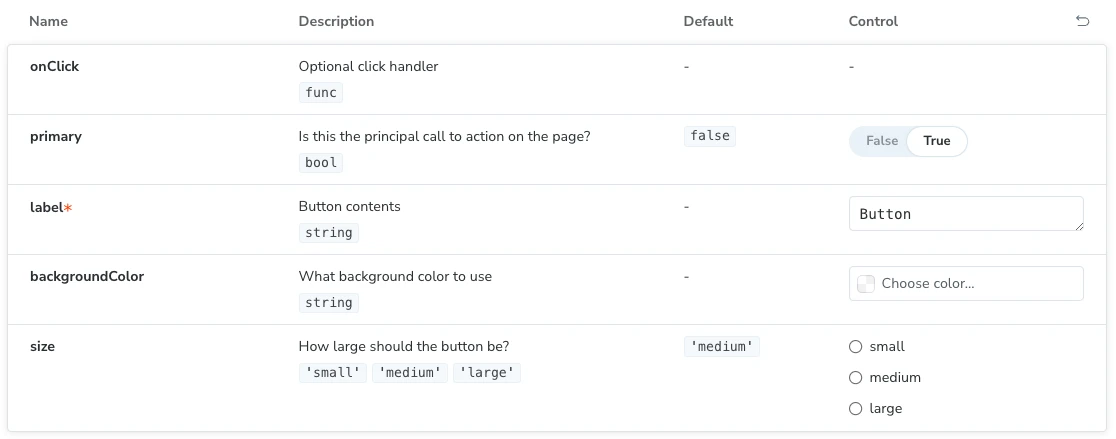 Name Description Default Control
onClick Optional click handler - -
func
primary Is this the principal call to action on the page? false False True
bool
label* Button contents - Button
string
backgroundColor What background color to use - Choose color...
string
size How large should the button be? 'medium' small
'small' 'medium' 'large'
medium
large